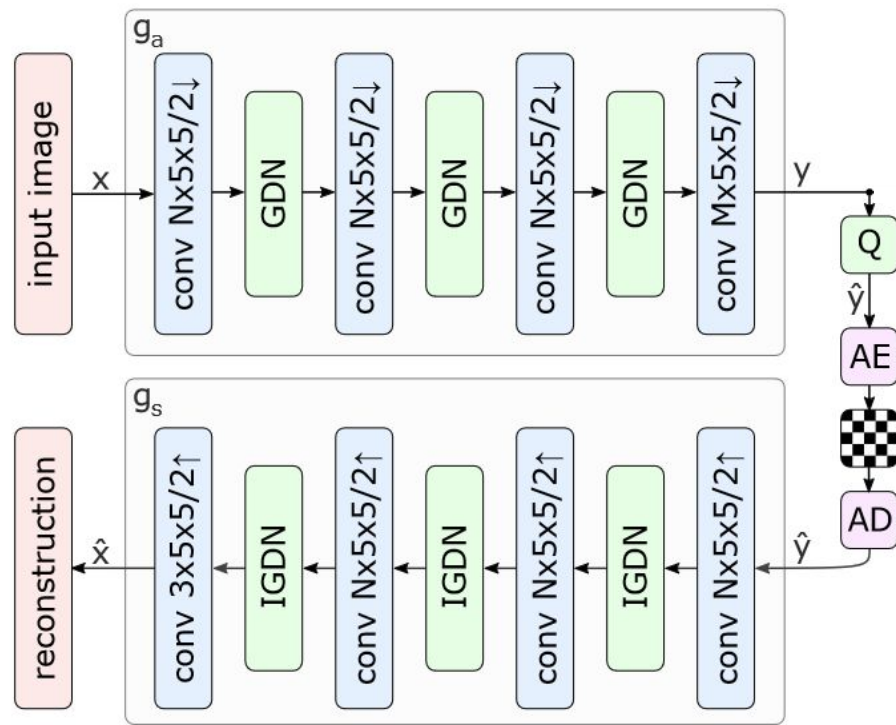 gₐ
input image
x
conv Nx5x5/2↓
GDN
conv Nx5x5/2↓
GDN
conv Nx5x5/2↓
GDN
conv Mx5x5/2↓
y
Q
ŷ
AE
AD
gₛ
reconstruction
x̂
conv 3x5x5/2↑
IGDN
conv Nx5x5/2↑
IGDN
conv Nx5x5/2↑
IGDN
conv Nx5x5/2↑
ŷ